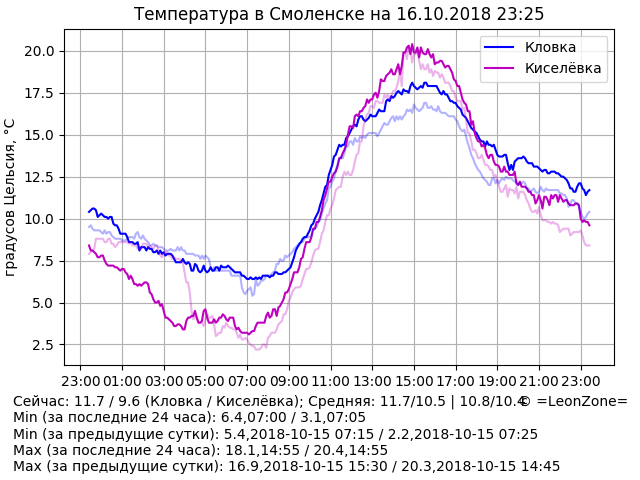 Температура в Смоленске на 16.10.2018 23:25
градусов Цельсия, °C
20.0
17.5
15.0
12.5
10.0
7.5
5.0
2.5
Кловка
Киселёвка
23:00 01:00 03:00 05:00 07:00 09:00 11:00 13:00 15:00 17:00 19:00 21:00 23:00
Сейчас: 11.7 / 9.6 (Кловка / Киселёвка); Средняя: 11.7/10.5 | 10.8/10.4 © =LeonZone=
Min (за последние 24 часа): 6.4,07:00 / 3.1,07:05
Min (за предыдущие сутки): 5.4,2018-10-15 07:15 / 2.2,2018-10-15 07:25
Max (за последние 24 часа): 18.1,14:55 / 20.4,14:55
Max (за предыдущие сутки): 16.9,2018-10-15 15:30 / 20.3,2018-10-15 14:45